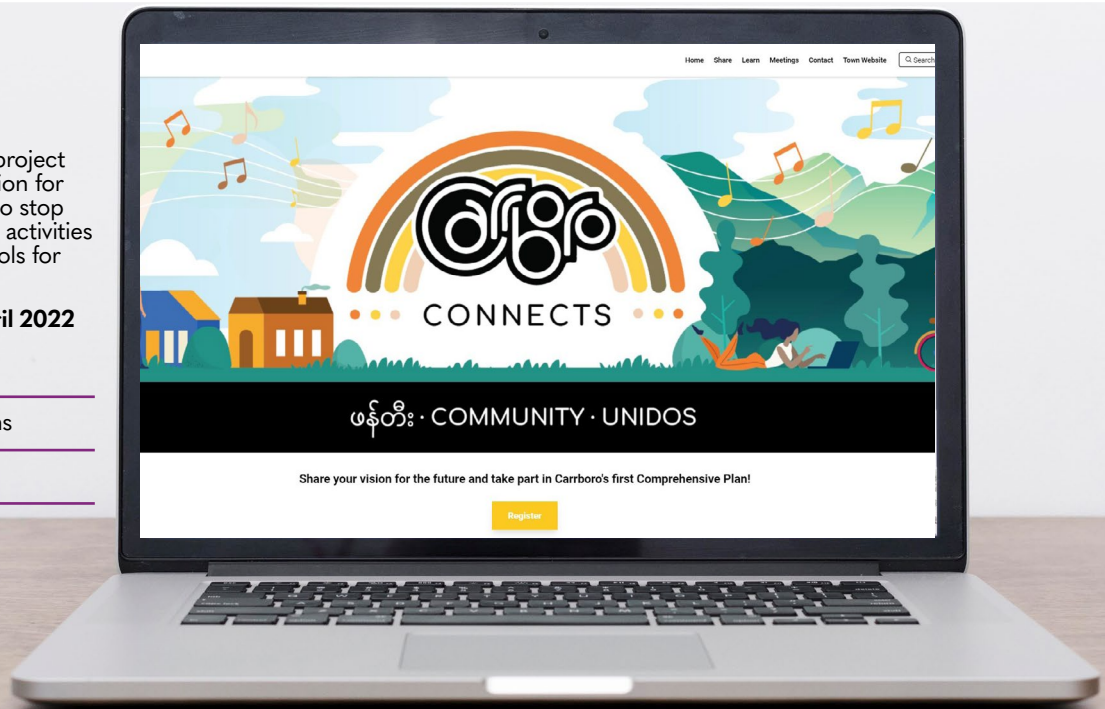 project
ion for
o stop
activities
ols for
il 2022
s
Home Share Learn Meetings Contact Town Website Search
Carrboro
CONNECTS
ဖန်တီး · COMMUNITY · UNIDOS
Share your vision for the future and take part in Carrboro's first Comprehensive Plan!
Register